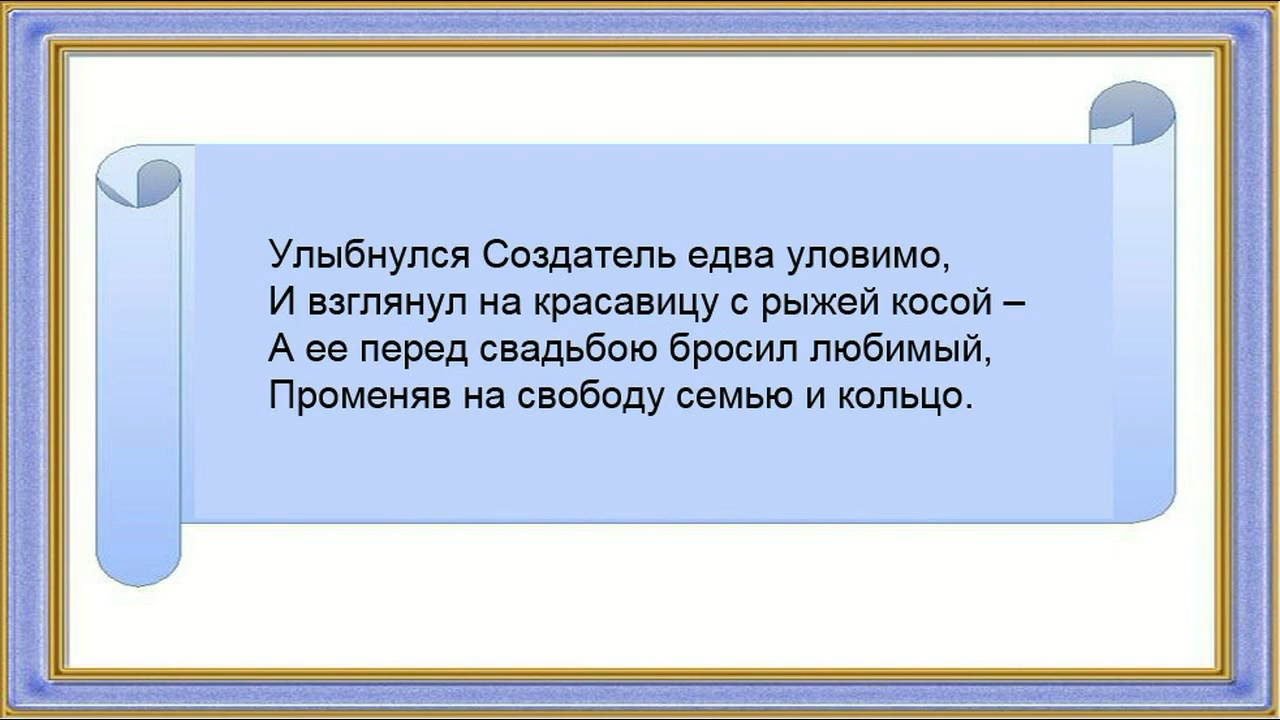 Улыбнулся Создатель едва уловимо,
И взглянул на красавицу с рыжей косой –
А ее перед свадьбою бросил любимый,
Променяв на свободу семью и кольцо.